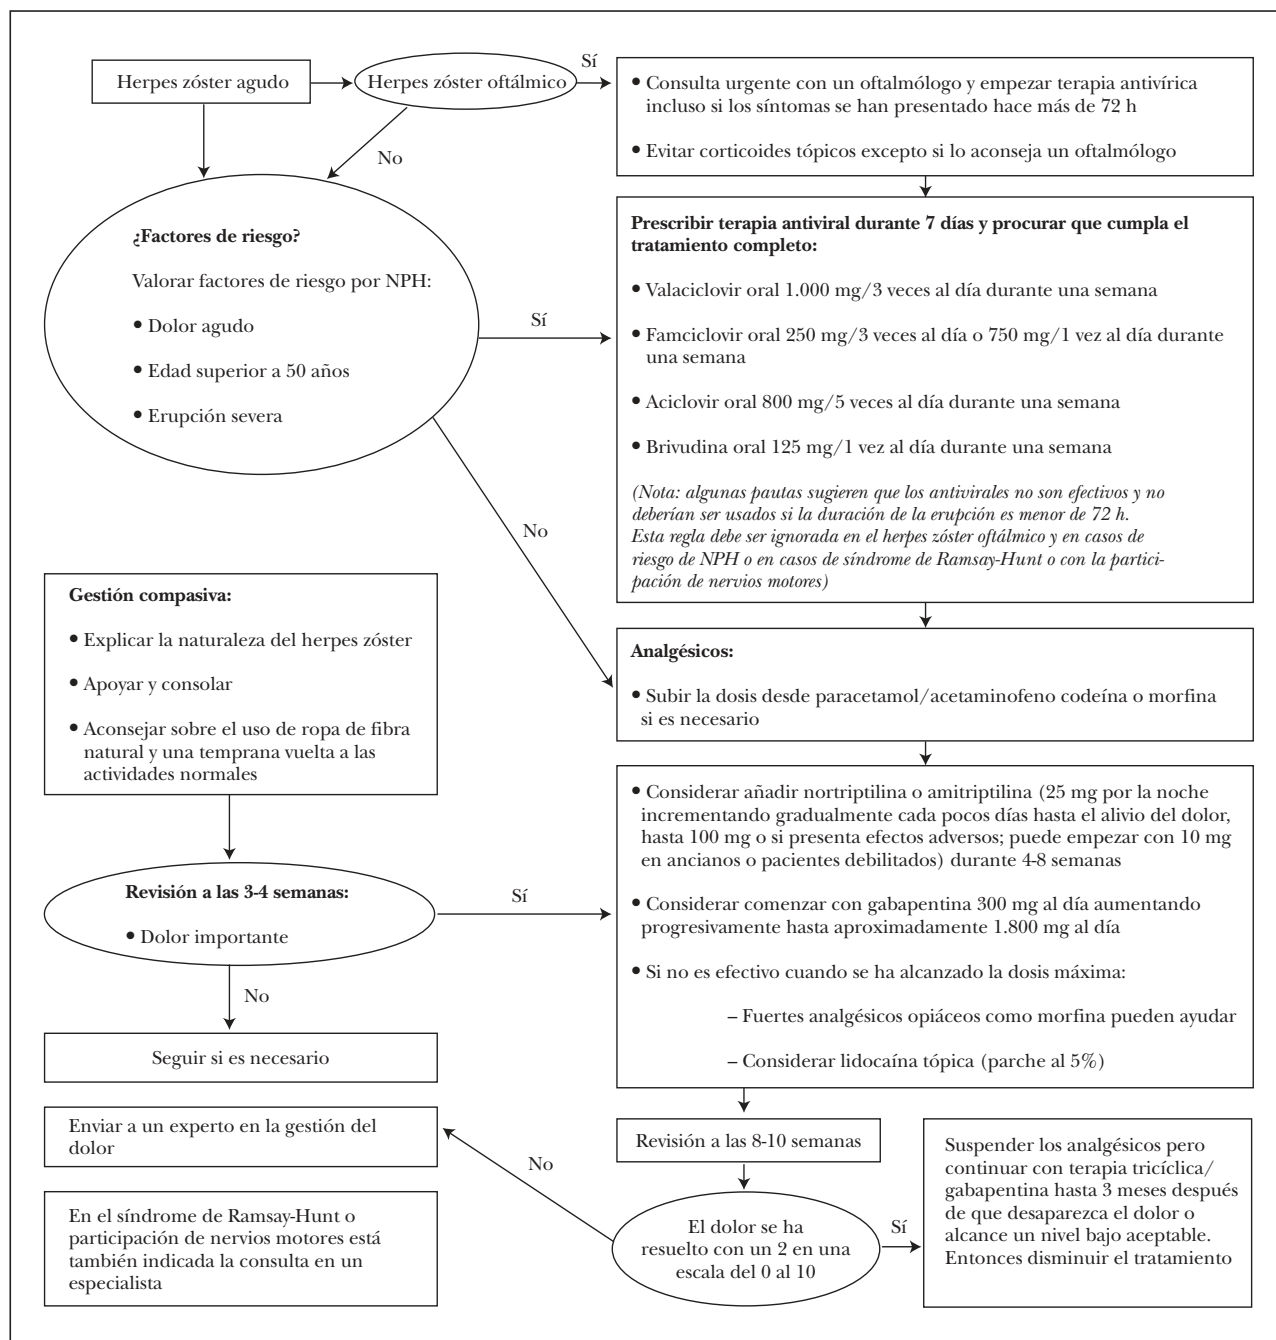 Herpes zóster agudo
Herpes zóster oftálmico
Sí
• Consulta urgente con un oftalmólogo y empezar terapia antivírica
incluso si los síntomas se han presentado hace más de 72 h
• Evitar corticoides tópicos excepto si lo aconseja un oftalmólogo
No
¿Factores de riesgo?
Valorar factores de riesgo por NPH:
• Dolor agudo
• Edad superior a 50 años
• Erupción severa
Sí
Prescribir terapia antiviral durante 7 días y procurar que cumpla el
tratamiento completo:
• Valaciclovir oral 1.000 mg/3 veces al día durante una semana
• Famciclovir oral 250 mg/3 veces al día o 750 mg/1 vez al día durante
una semana
• Aciclovir oral 800 mg/5 veces al día durante una semana
• Brivudina oral 125 mg/1 vez al día durante una semana
(Nota: algunas pautas sugieren que los antivirales no son efectivos y no
deberían ser usados si la duración de la erupción es menor de 72 h.
Esta regla debe ser ignorada en el herpes zóster oftálmico y en casos de
riesgo de NPH o en casos de síndrome de Ramsay-Hunt o con la partici-
pación de nervios motores)
No
Gestión compasiva:
• Explicar la naturaleza del herpes zóster
• Apoyar y consolar
• Aconsejar sobre el uso de ropa de fibra
natural y una temprana vuelta a las
actividades normales
Analgésicos:
• Subir la dosis desde paracetamol/acetaminofeno codeína o morfina
si es necesario
Revisión a las 3-4 semanas:
• Dolor importante
Sí
• Considerar añadir nortriptilina o amitriptilina (25 mg por la noche
incrementando gradualmente cada pocos días hasta el alivio del dolor,
hasta 100 mg o si presenta efectos adversos; puede empezar con 10 mg
en ancianos o pacientes debilitados) durante 4-8 semanas
• Considerar comenzar con gabapentina 300 mg al día aumentando
progresivamente hasta aproximadamente 1.800 mg al día
• Si no es efectivo cuando se ha alcanzado la dosis máxima:
– Fuertes analgésicos opiáceos como morfina pueden ayudar
– Considerar lidocaína tópica (parche al 5%)
No
Seguir si es necesario
Enviar a un experto en la gestión del
dolor
En el síndrome de Ramsay-Hunt o
participación de nervios motores está
también indicada la consulta en un
especialista
No
Revisión a las 8-10 semanas
El dolor se ha
resuelto con un 2 en una
escala del 0 al 10
Sí
Suspender los analgésicos pero
continuar con terapia tricíclica/
gabapentina hasta 3 meses después
de que desaparezca el dolor o
alcance un nivel bajo aceptable.
Entonces disminuir el tratamiento